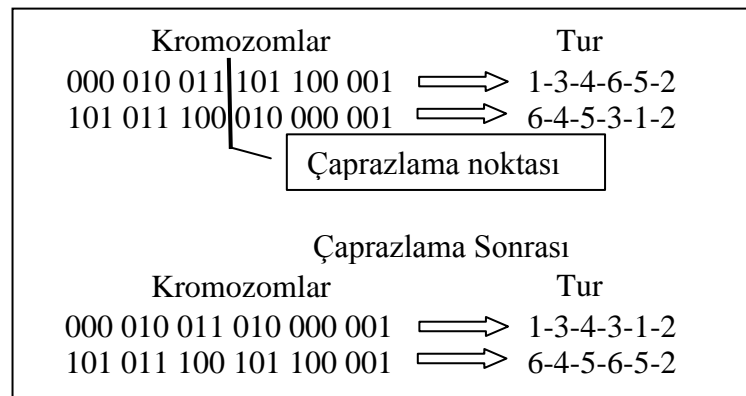 Kromozomlar Tur
000 010 011 101 100 001 1-3-4-6-5-2
101 011 100 010 000 001 6-4-5-3-1-2
Çaprazlama noktası
Çaprazlama Sonrası
Kromozomlar Tur
000 010 011 010 000 001 1-3-4-3-1-2
101 011 100 101 100 001 6-4-5-6-5-2